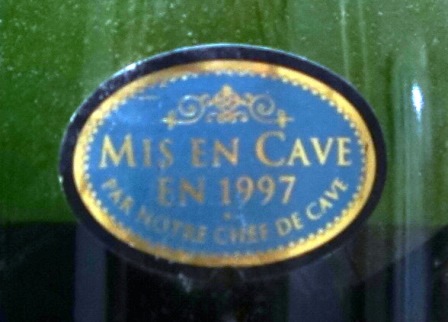 MIS EN CAVE
EN 1997
PAR NOTRE CHEF DE CAVE